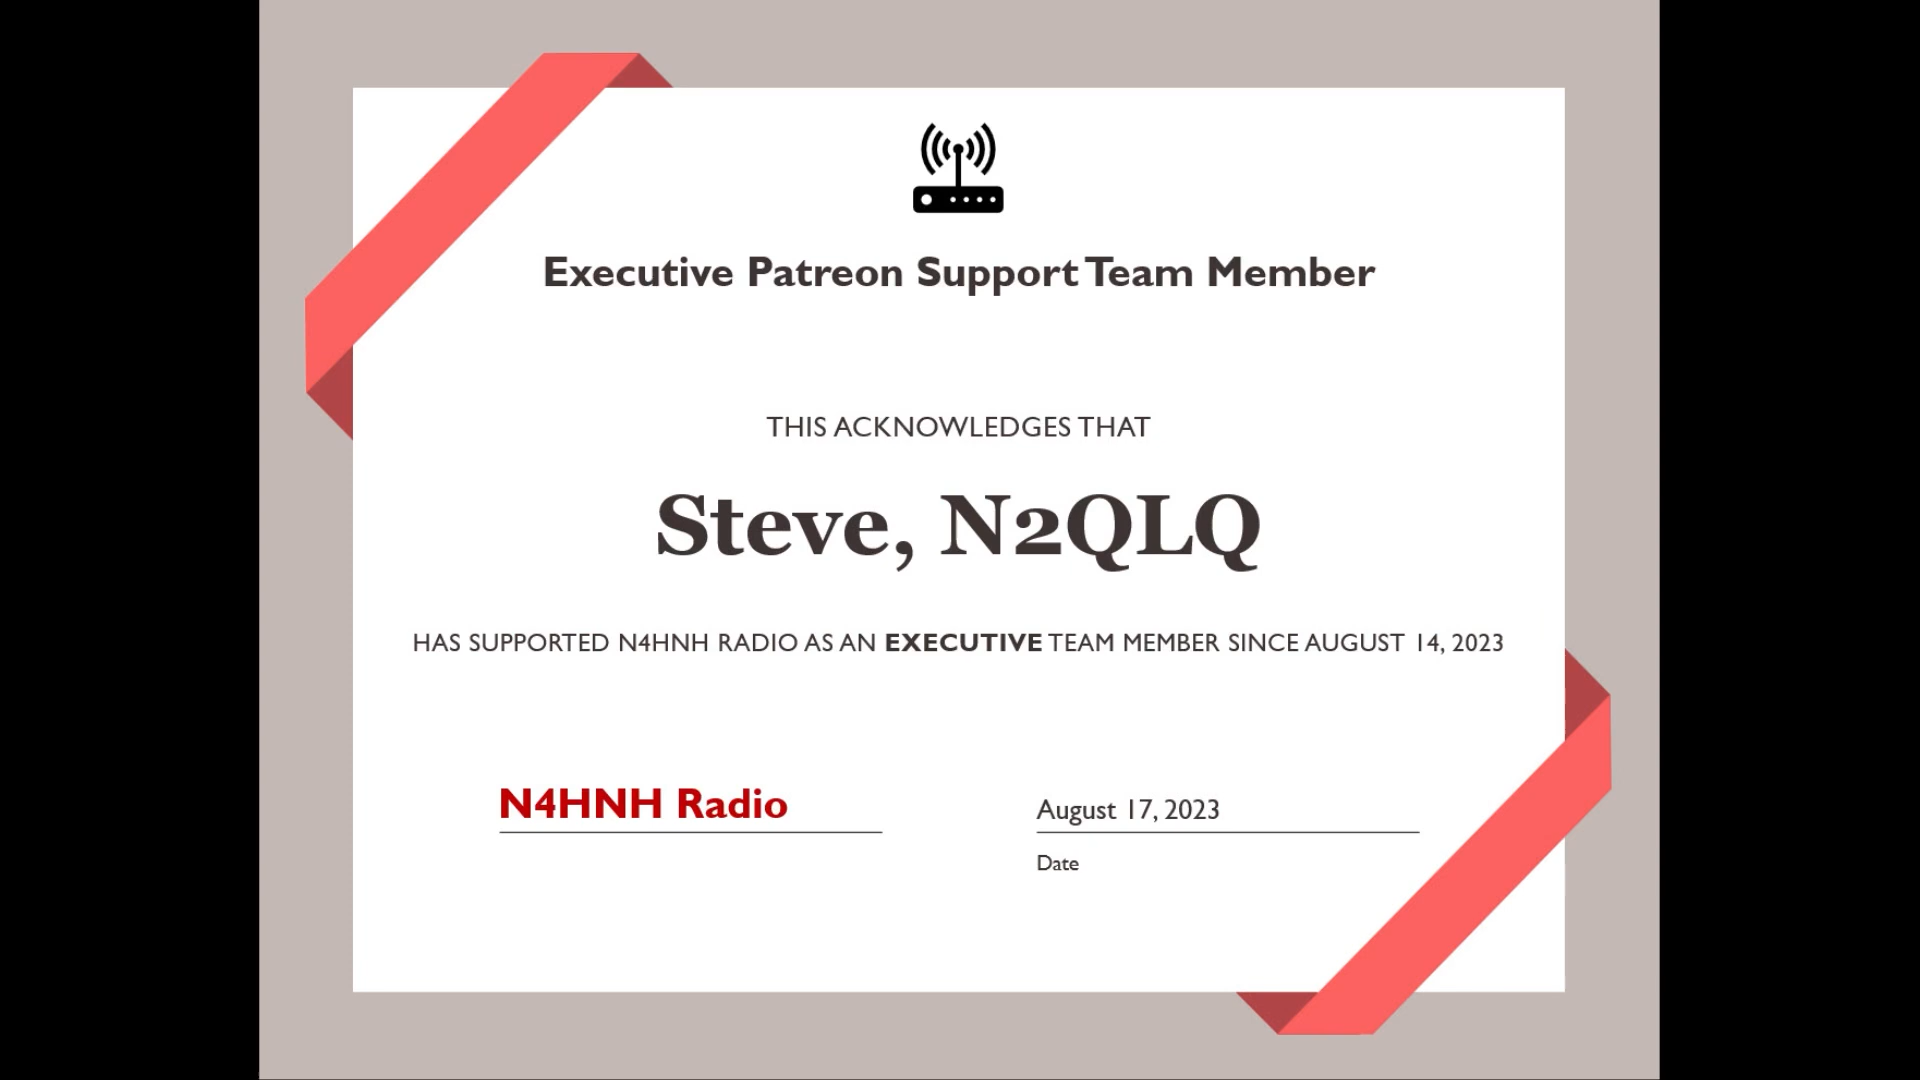 Executive Patreon Support Team Member
THIS ACKNOWLEDGES THAT
Steve, N2QLQ
HAS SUPPORTED N4HNH RADIO AS AN EXECUTIVE TEAM MEMBER SINCE AUGUST 14, 2023
N4HNH Radio
August 17, 2023
Date